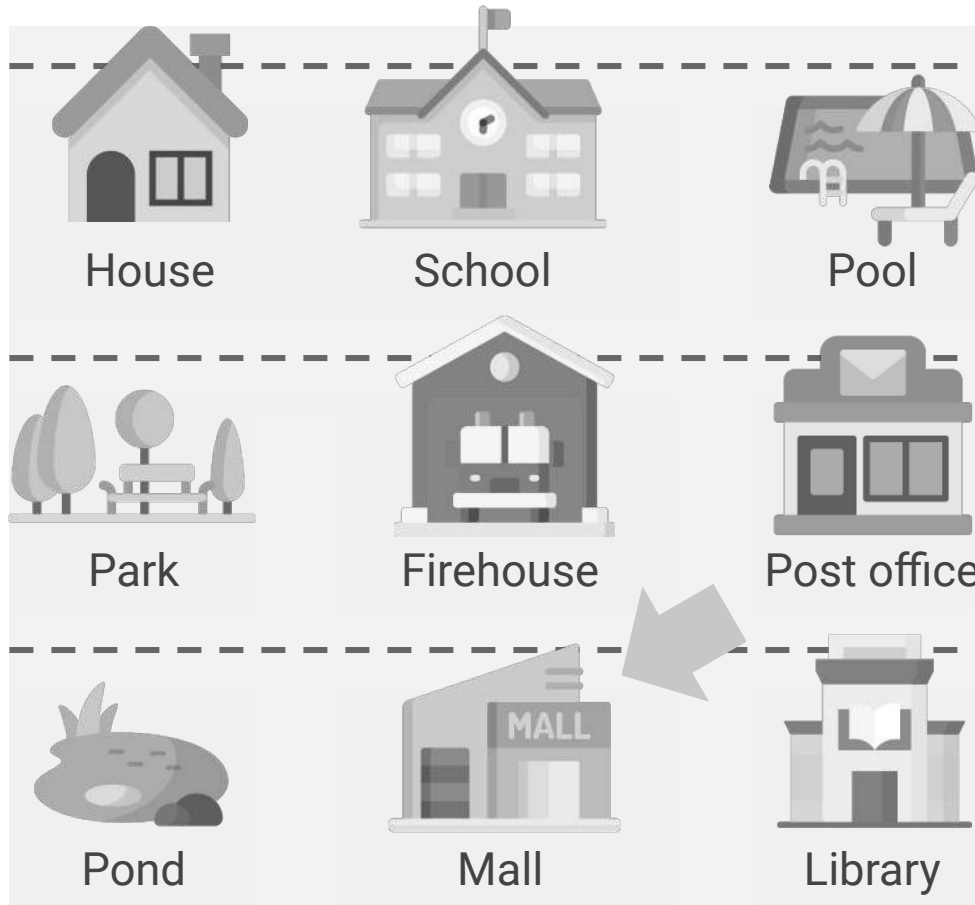 House
School
Pool
Park
Firehouse
Post office
MALL
Pond
Mall
Library